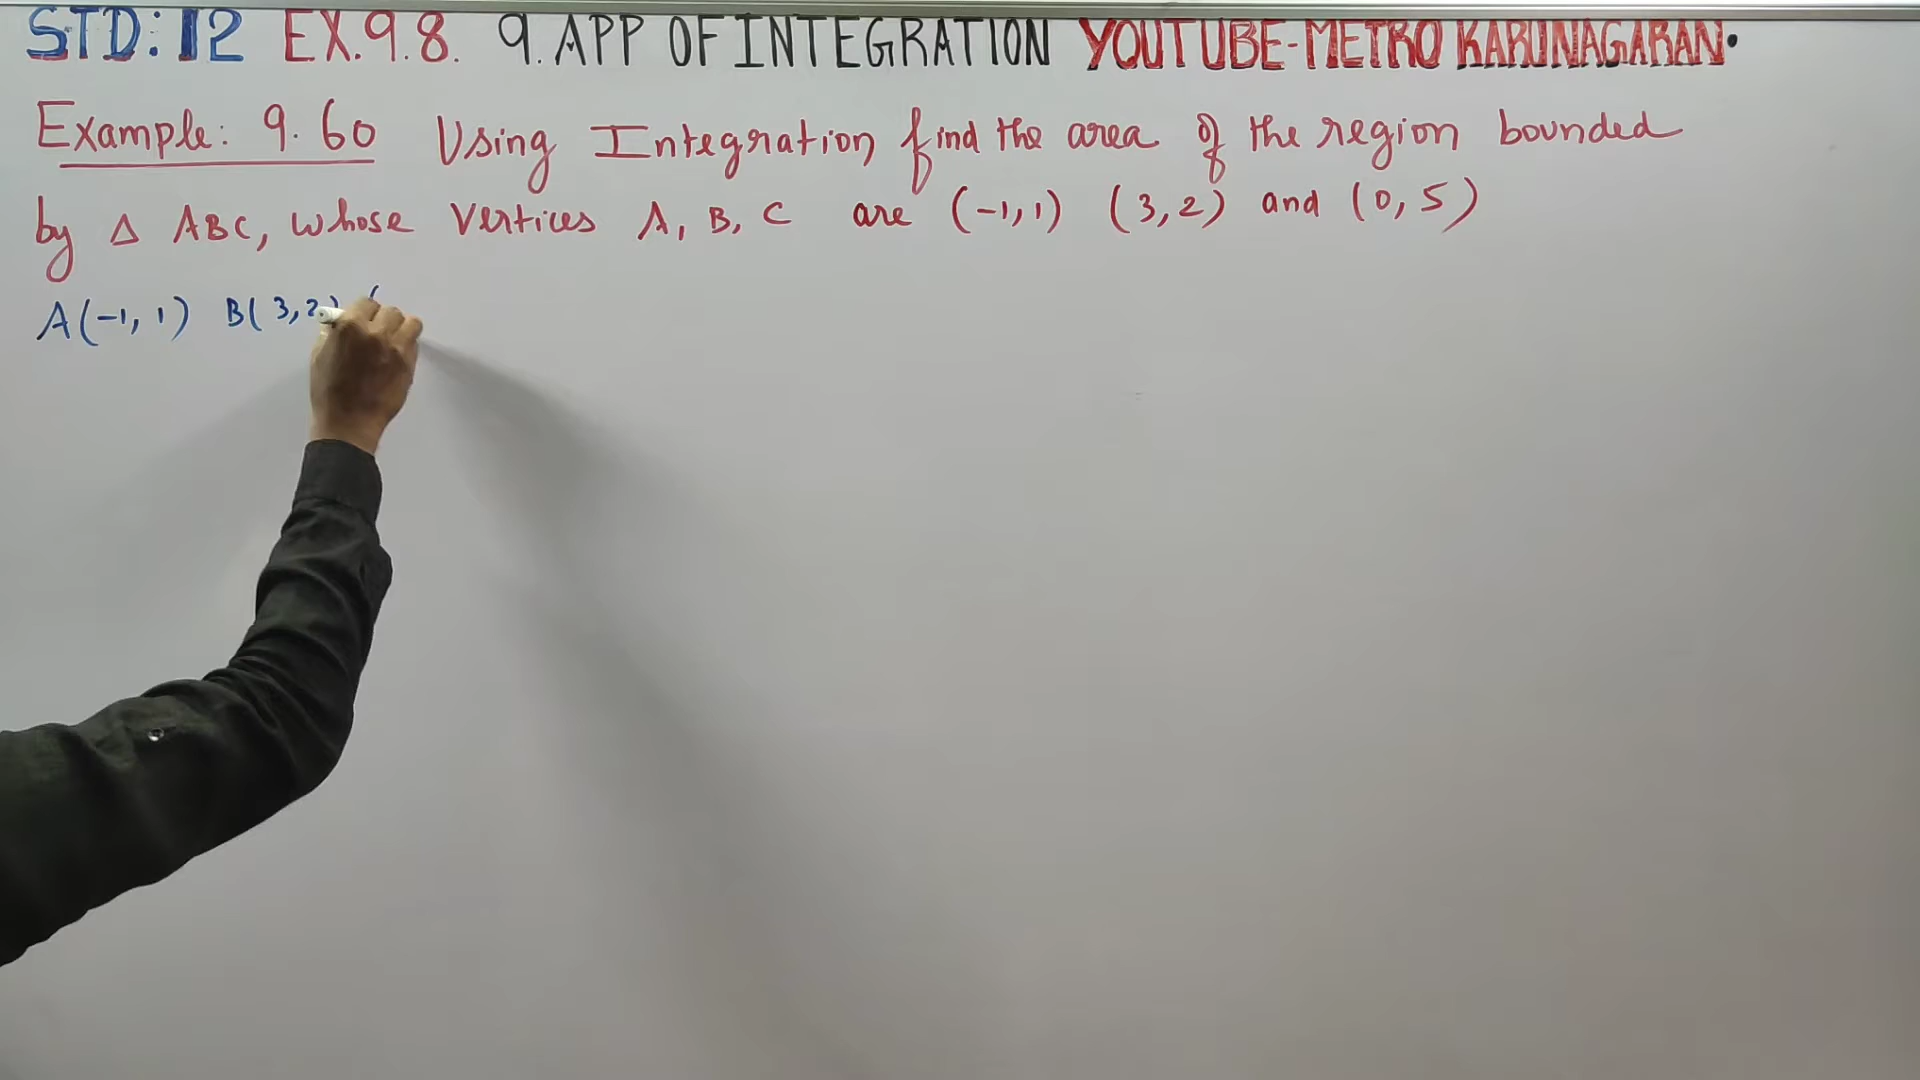 STD: 12 EX.9.8. 9. APP OF INTEGRATION YOUTUBE-METRO KARUNAGARAN.
Example: 9.60 Using Integration find the area of the region bounded
by Δ ABC, whose vertices A, B, C are (-1,1) (3,2) and (0,5)
A(-1,1) B(3,2) (